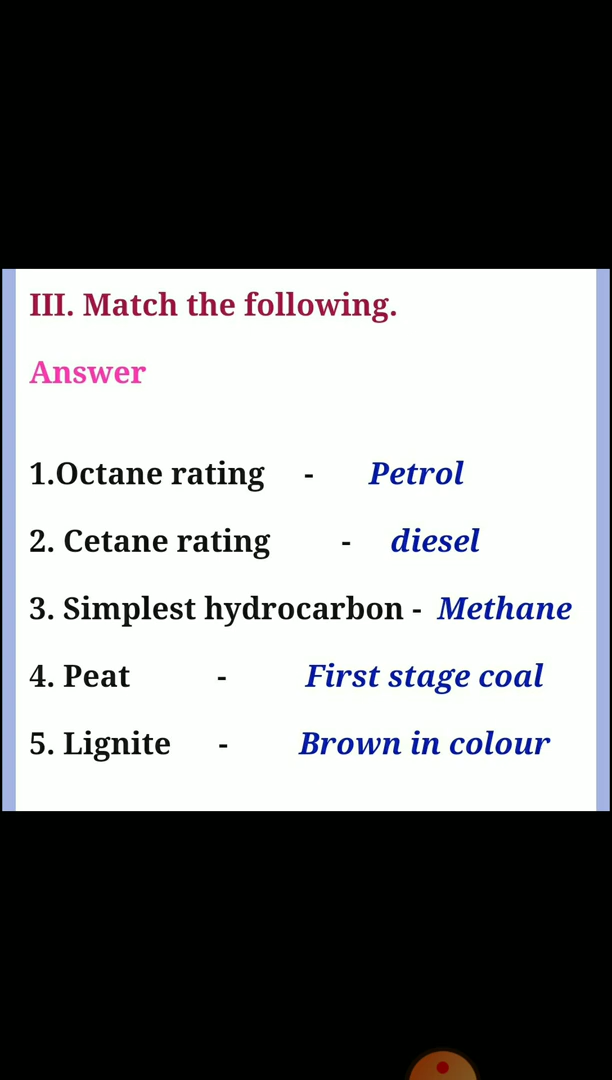 III. Match the following.
Answer
1.Octane rating - Petrol
2. Cetane rating - diesel
3. Simplest hydrocarbon - Methane
4. Peat - First stage coal
5. Lignite - Brown in colour